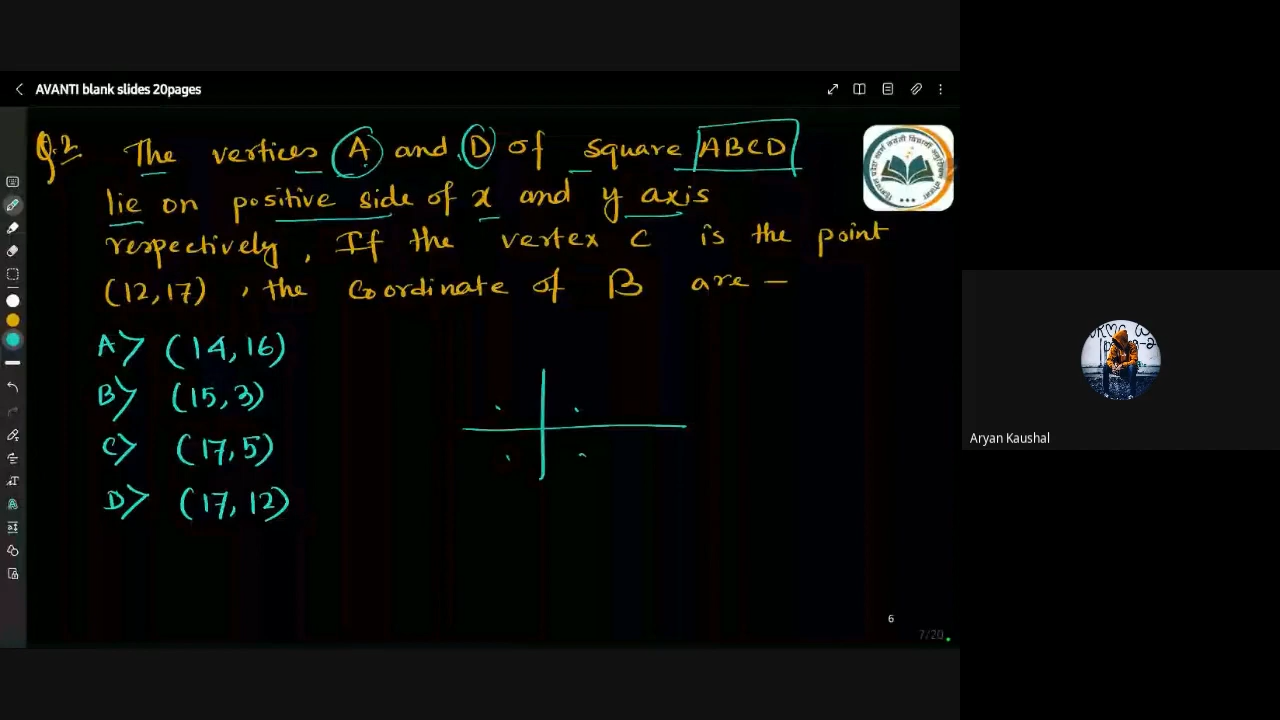 AVANTI blank slides 20pages
Q.2 The vertices A and D of square ABCD
lie on positive side of x and y axis
respectively, If the vertex C is the point
(12,17), the coordinate of B are –
A> (14,16)
B> (15,3)
C> (17,5)
D> (17,12)
6
7/20
Aryan Kaushal